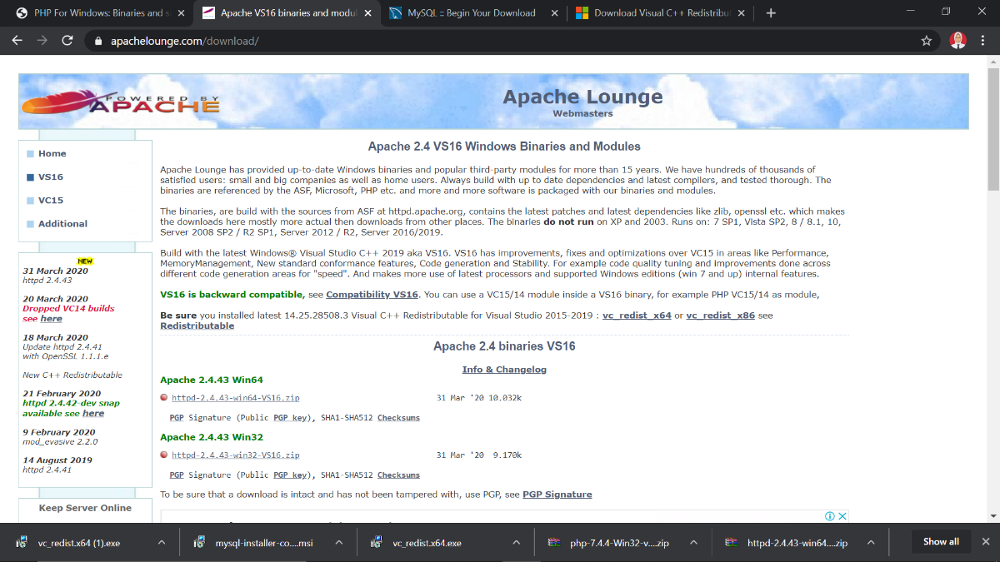 PHP For Windows: Binaries and s
Apache VS16 binaries and modul
MySQL :: Begin Your Download
Download Visual C++ Redistribut
apachelounge.com/download/
POWERED BY
APACHE
Apache Lounge
Webmasters
Home
VS16
VC15
Additional
NEW
31 March 2020
httpd 2.4.43
20 March 2020
Dropped VC14 builds
see here
18 March 2020
Update httpd 2.4.41
with OpenSSL 1.1.1.e
New C++ Redistributable
21 February 2020
httpd 2.4.42-dev snap
available see here
9 February 2020
mod_evasive 2.2.0
14 August 2019
httpd 2.4.41
Keep Server Online
Apache 2.4 VS16 Windows Binaries and Modules
Apache Lounge has provided up-to-date Windows binaries and popular third-party modules for more than 15 years. We have hundreds of thousands of
satisfied users: small and big companies as well as home users. Always build with up to date dependencies and latest compilers, and tested thorough. The
binaries are referenced by the ASF, Microsoft, PHP etc. and more and more software is packaged with our binaries and modules.
The binaries, are build with the sources from ASF at httpd.apache.org, contains the latest patches and latest dependencies like zlib, openssl etc. which makes
the downloads here mostly more actual then downloads from other places. The binaries do not run on XP and 2003. Runs on: 7 SP1, Vista SP2, 8 / 8.1, 10,
Server 2008 SP2 / R2 SP1, Server 2012 / R2, Server 2016/2019.
Build with the latest Windows® Visual Studio C++ 2019 aka VS16. VS16 has improvements, fixes and optimizations over VC15 in areas like Performance,
MemoryManagement, New standard conformance features, Code generation and Stability. For example code quality tuning and improvements done across
different code generation areas for "speed". And makes more use of latest processors and supported Windows editions (win 7 and up) internal features.
VS16 is backward compatible, see Compatibility VS16. You can use a VC15/14 module inside a VS16 binary, for example PHP VC15/14 as module,
Be sure you installed latest 14.25.28508.3 Visual C++ Redistributable for Visual Studio 2015-2019 : vc_redist_x64 or vc_redist_x86 see
Redistributable
Apache 2.4 binaries VS16
Info & Changelog
Apache 2.4.43 Win64
httpd-2.4.43-win64-VS16.zip 31 Mar '20 10.032k
PGP Signature (Public PGP key), SHA1-SHA512 Checksums
Apache 2.4.43 Win32
httpd-2.4.43-win32-VS16.zip 31 Mar '20 9.170k
PGP Signature (Public PGP key), SHA1-SHA512 Checksums
To be sure that a download is intact and has not been tampered with, use PGP, see PGP Signature
vc_redist.x64 (1).exe
mysql-installer-co....msi
vc_redist.x64.exe
php-7.4.4-Win32-v....zip
httpd-2.4.43-win64....zip
Show all